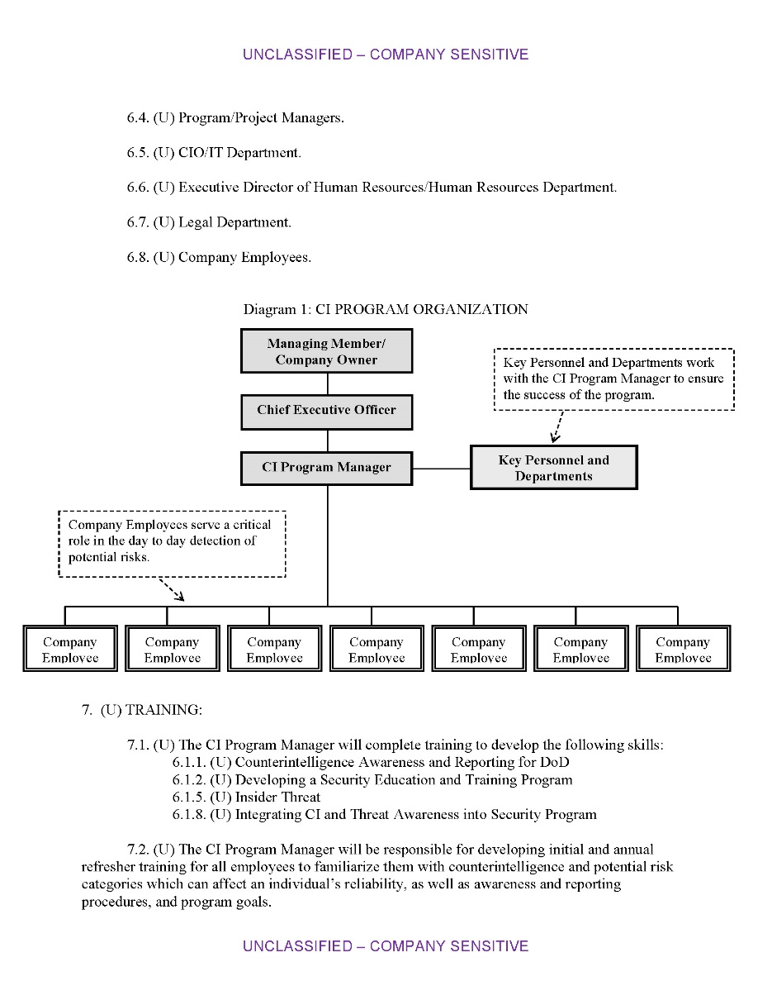 UNCLASSIFIED – COMPANY SENSITIVE
6.4. (U) Program/Project Managers.
6.5. (U) CIO/IT Department.
6.6. (U) Executive Director of Human Resources/Human Resources Department.
6.7. (U) Legal Department.
6.8. (U) Company Employees.
Diagram 1: CI PROGRAM ORGANIZATION
Managing Member/
Company Owner
Key Personnel and Departments work
with the CI Program Manager to ensure
the success of the program.
Chief Executive Officer
CI Program Manager
Key Personnel and
Departments
Company Employees serve a critical
role in the day to day detection of
potential risks.
Company
Employee
Company
Employee
Company
Employee
Company
Employee
Company
Employee
Company
Employee
Company
Employee
7. (U) TRAINING:
7.1. (U) The CI Program Manager will complete training to develop the following skills:
6.1.1. (U) Counterintelligence Awareness and Reporting for DoD
6.1.2. (U) Developing a Security Education and Training Program
6.1.5. (U) Insider Threat
6.1.8. (U) Integrating CI and Threat Awareness into Security Program
7.2. (U) The CI Program Manager will be responsible for developing initial and annual
refresher training for all employees to familiarize them with counterintelligence and potential risk
categories which can affect an individual’s reliability, as well as awareness and reporting
procedures, and program goals.
UNCLASSIFIED – COMPANY SENSITIVE